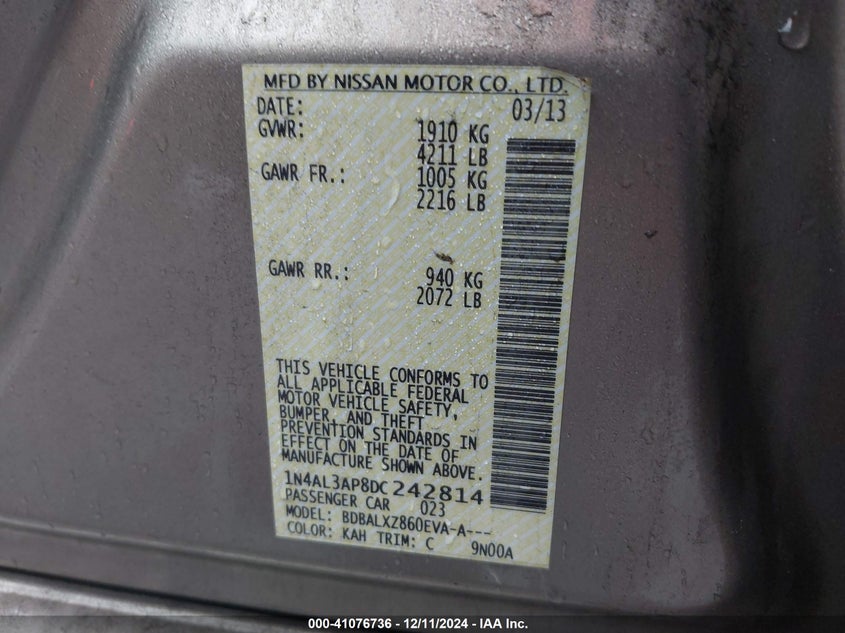 MFD BY NISSAN MOTOR CO., LTD.
DATE: 03/13
GVWR: 1910 KG
4211 LB
GAWR FR.: 1005 KG
2216 LB
GAWR RR.: 940 KG
2072 LB
THIS VEHICLE CONFORMS TO
ALL APPLICABLE FEDERAL
MOTOR VEHICLE SAFETY,
BUMPER, AND THEFT
PREVENTION STANDARDS IN
EFFECT ON THE DATE OF
MANUFACTURE SHOWN ABOVE.
1N4AL3AP8DC242814
PASSENGER CAR 023
MODEL: BDBALXZ860EVA-A---
COLOR: KAH TRIM: C 9N00A
000-41076736 - 12/11/2024 - IAA Inc.